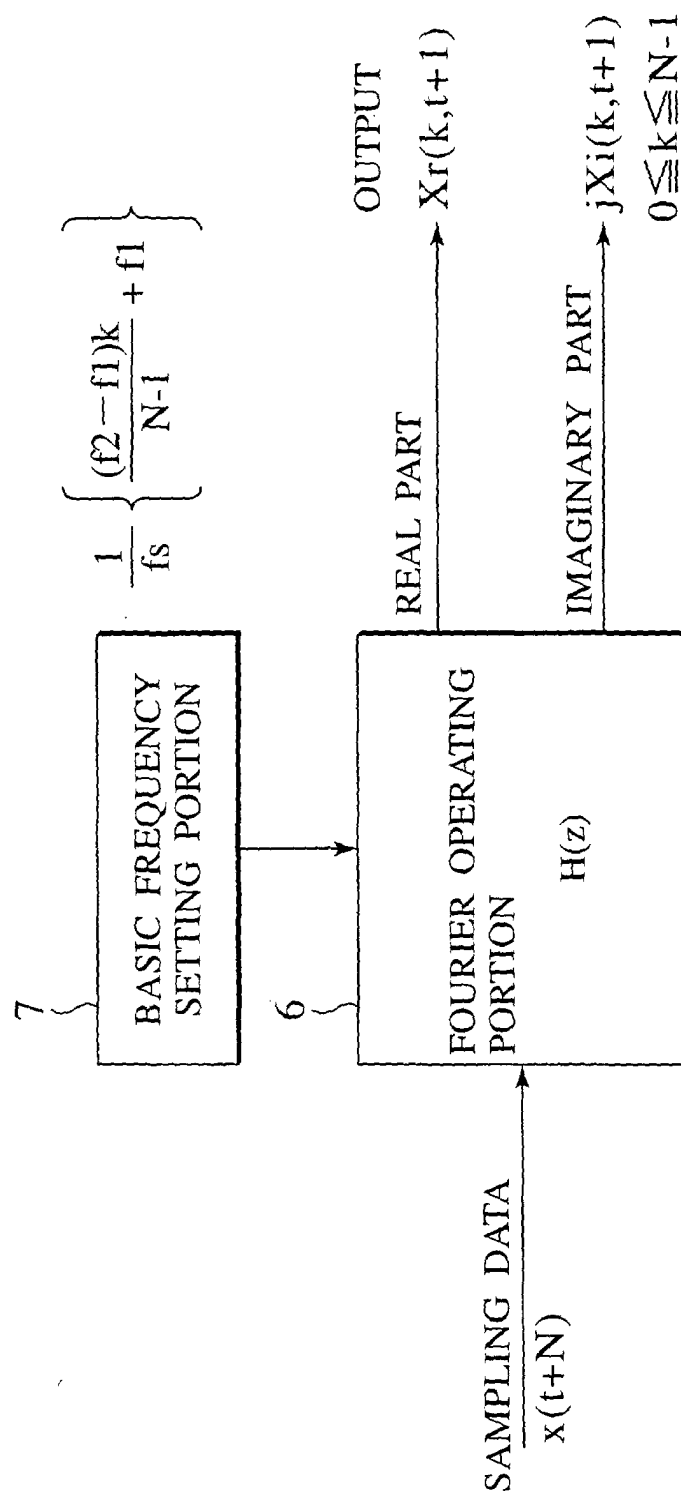 7
BASIC FREQUENCY
SETTING PORTION
1/fs { (f2−f1)k/N-1 + f1 }
6
FOURIER OPERATING
PORTION
H(z)
SAMPLING DATA
x(t+N)
REAL PART
OUTPUT
Xr(k,t+1)
IMAGINARY PART
jXi(k,t+1)
0≦k≦N-1